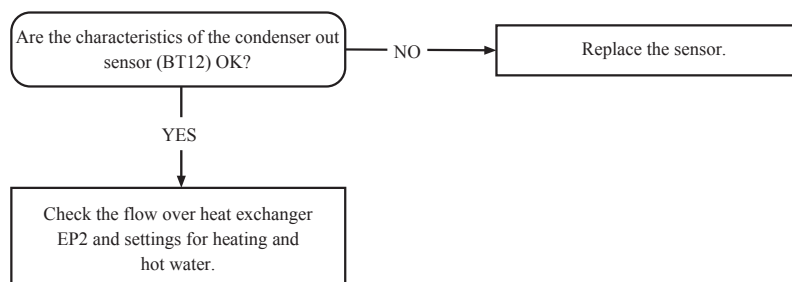 Are the characteristics of the condenser out
sensor (BT12) OK?
NO
Replace the sensor.
YES
Check the flow over heat exchanger
EP2 and settings for heating and
hot water.